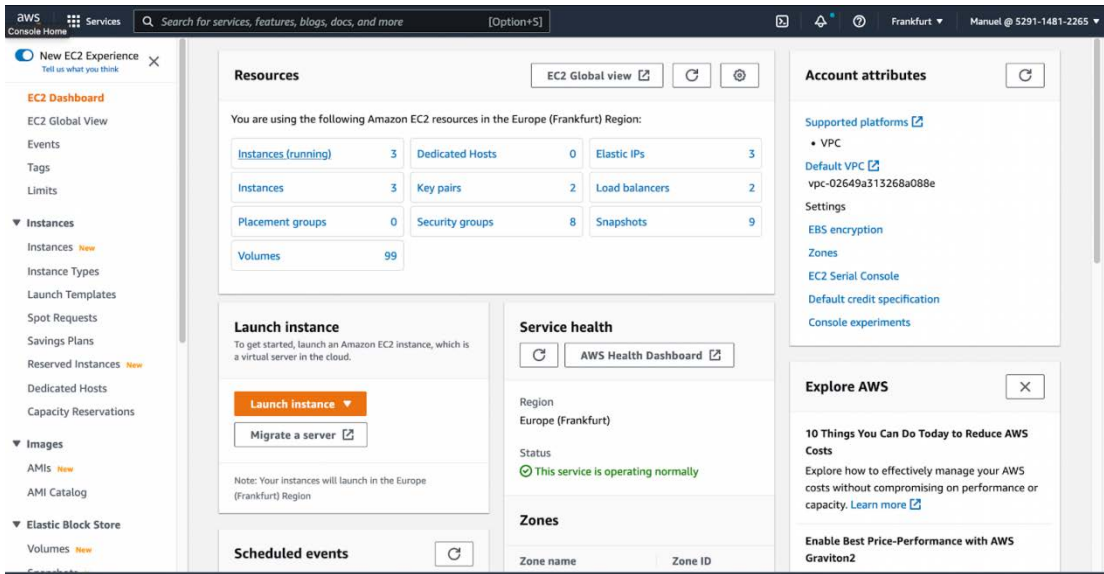 aws
Services
Search for services, features, blogs, docs, and more
[Option+S]
Frankfurt
Manuel @ 5291-1481-2265
Console Home
New EC2 Experience
Tell us what you think
EC2 Dashboard
EC2 Global View
Events
Tags
Limits
Instances
Instances New
Instance Types
Launch Templates
Spot Requests
Savings Plans
Reserved Instances New
Dedicated Hosts
Capacity Reservations
Images
AMIs New
AMI Catalog
Elastic Block Store
Volumes New
Resources
EC2 Global view
You are using the following Amazon EC2 resources in the Europe (Frankfurt) Region:
Instances (running) 3
Dedicated Hosts 0
Elastic IPs 3
Instances 3
Key pairs 2
Load balancers 2
Placement groups 0
Security groups 8
Snapshots 9
Volumes 99
Launch instance
To get started, launch an Amazon EC2 instance, which is
a virtual server in the cloud.
Launch instance
Migrate a server
Note: Your instances will launch in the Europe
(Frankfurt) Region
Scheduled events
Service health
AWS Health Dashboard
Region
Europe (Frankfurt)
Status
This service is operating normally
Zones
Zone name Zone ID
Account attributes
Supported platforms
• VPC
Default VPC
vpc-02649a313268a088e
Settings
EBS encryption
Zones
EC2 Serial Console
Default credit specification
Console experiments
Explore AWS
10 Things You Can Do Today to Reduce AWS
Costs
Explore how to effectively manage your AWS
costs without compromising on performance or
capacity. Learn more
Enable Best Price-Performance with AWS
Graviton2